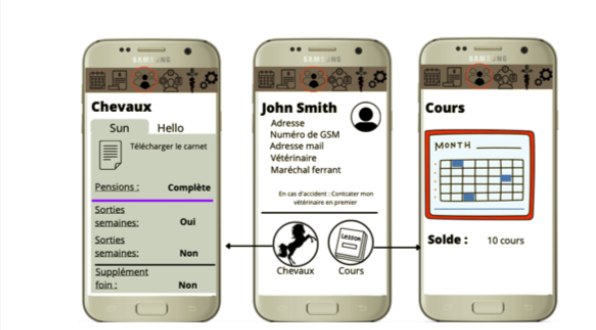 SAMSUNG
Chevaux
Sun Hello
Télécharger le carnet
Pensions : Complète
Sorties
semaines: Oui
Sorties
semaines: Non
Supplément
foin : Non
SAMSUNG
John Smith
Adresse
Numéro de GSM
Adresse mail
Vétérinaire
Maréchal ferrant
En cas d'accident : Contcater mon
vétérinaire en premier
LESSON
Chevaux Cours
SAMSUNG
Cours
MONTH
Solde : 10 cours